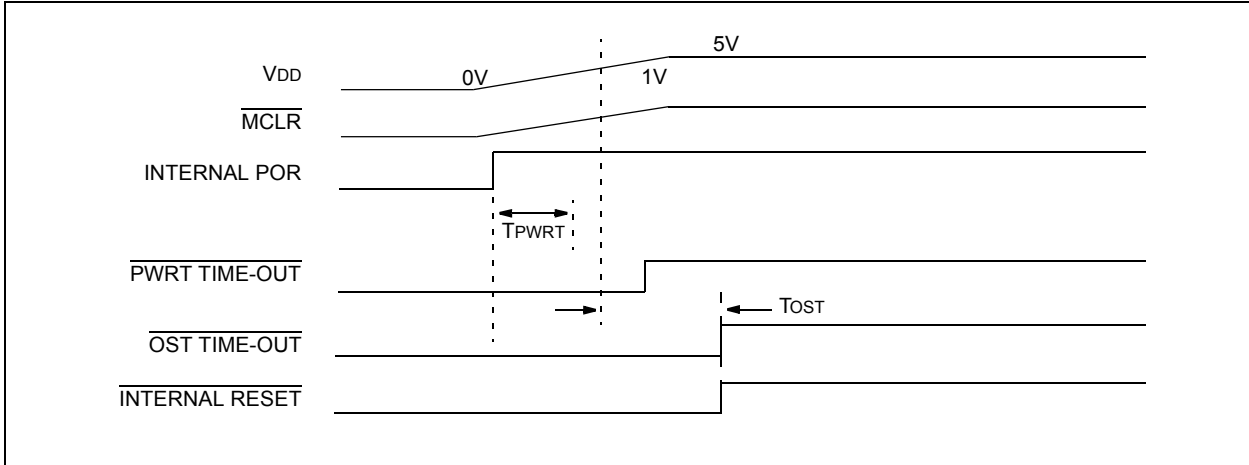 5V
VDD
0V
1V
MCLR
INTERNAL POR
TPWRT
PWRT TIME-OUT
TOST
OST TIME-OUT
INTERNAL RESET